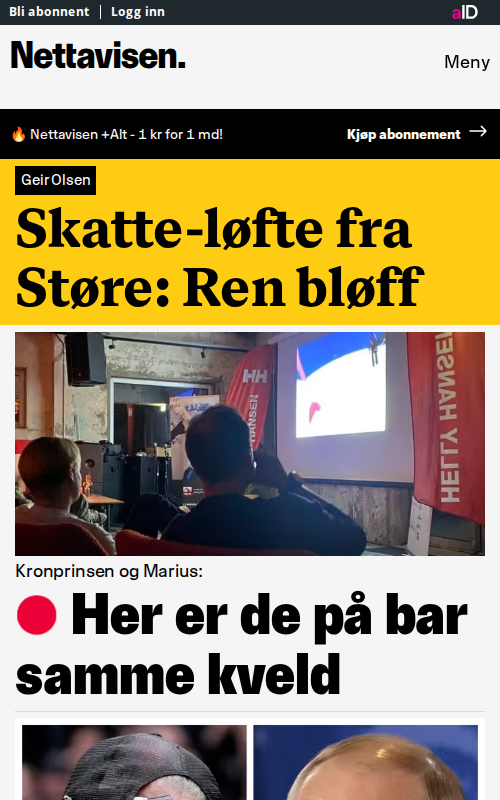 Bli abonnent | Logg inn
aID
Nettavisen.
Meny
🔥 Nettavisen +Alt - 1 kr for 1 md!
Kjøp abonnement →
Geir Olsen
Skatte-løfte fra
Støre: Ren bløff
HH
HANSEN
HELLY HANSEN
Kronprinsen og Marius:
Her er de på bar
samme kveld